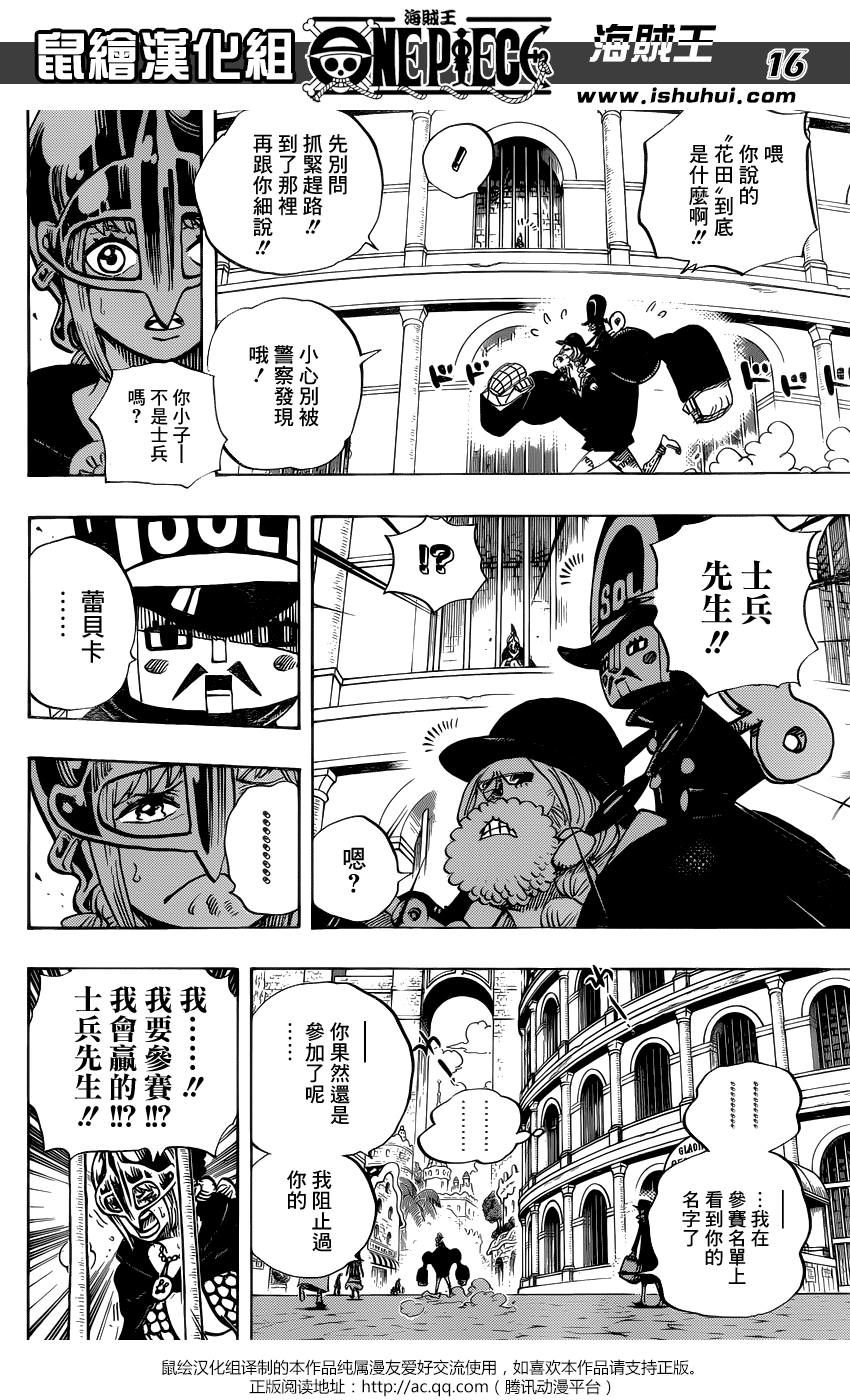 鼠繪漢化組
海賊王
ONE PIECE
海賊王
16
www.ishuhui.com
喂
你說的
“花田”到底
是什麼啊!!
!
先別問
抓緊趕路!!
到了那裡
再跟你細說!!
ドドド
ドド
小心別被
警察發現
哦!
你小子—
不是士兵
嗎?
士兵
先生!!
!?
SOL
嗯?
SOL
蕾貝卡
……
…………
…………
…我在
參賽名單上
看到你的
名字了
GLADI
……
……
—
你果然還是
參加了呢
……
我阻止過
你的
—
我……!!
我要參賽!!?
我會贏的!!?
士兵先生!!
鼠绘汉化组译制的本作品纯属漫友爱好交流使用，如喜欢本作品请支持正版。
正版阅读地址：http://ac.qq.com（腾讯动漫平台）